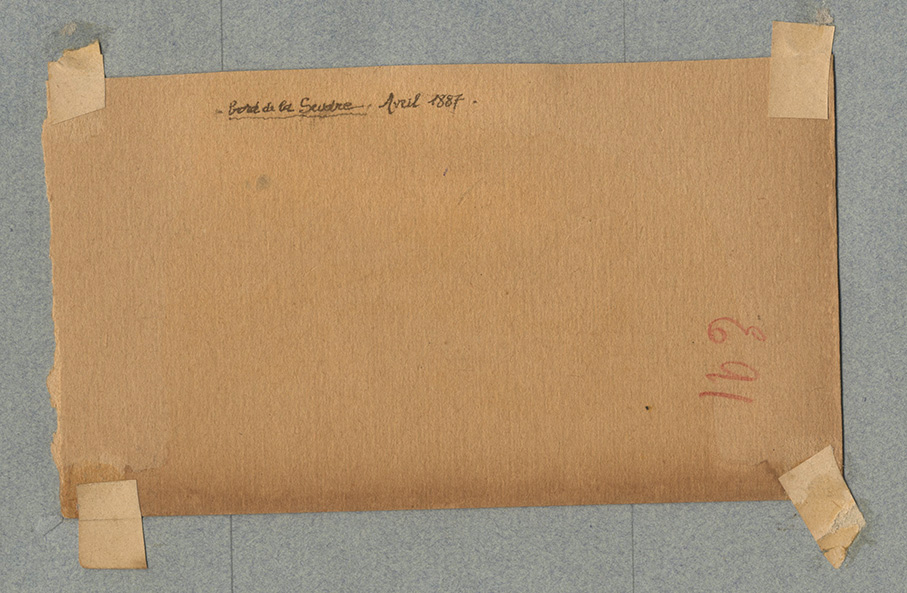 - bord de la Seudre, Avril 1887.